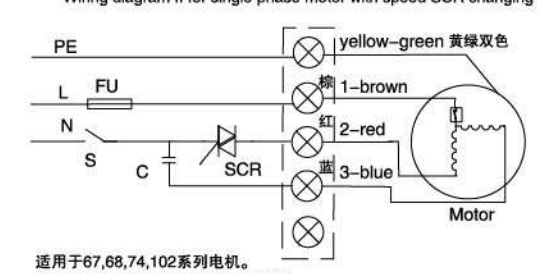 Wiring diagram II for single phase motor with speed SCR changing
PE
yellow-green 黄绿双色
L FU
棕 1-brown
N
红 2-red
S
C
SCR
蓝 3-blue
Motor
适用于67,68,74,102系列电机。